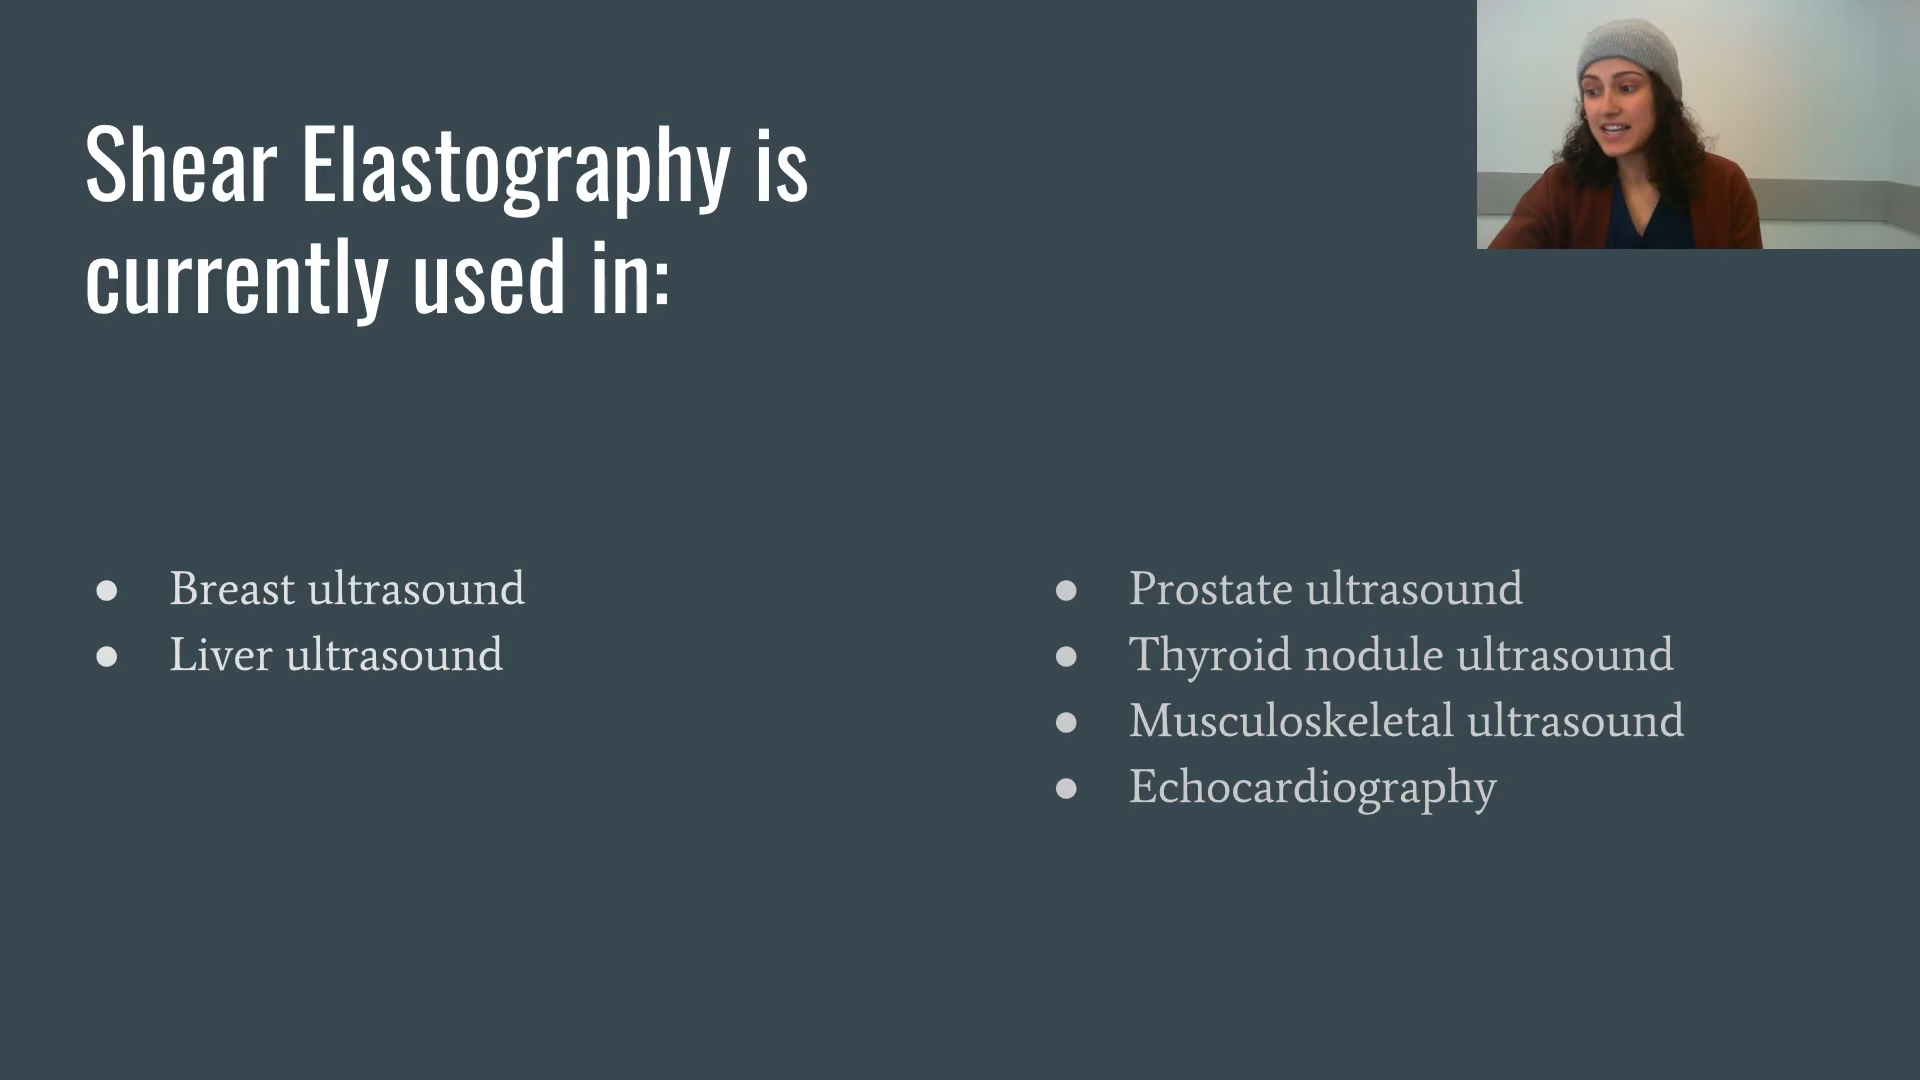 Shear Elastography is
currently used in:
● Breast ultrasound
● Liver ultrasound
● Prostate ultrasound
● Thyroid nodule ultrasound
● Musculoskeletal ultrasound
● Echocardiography